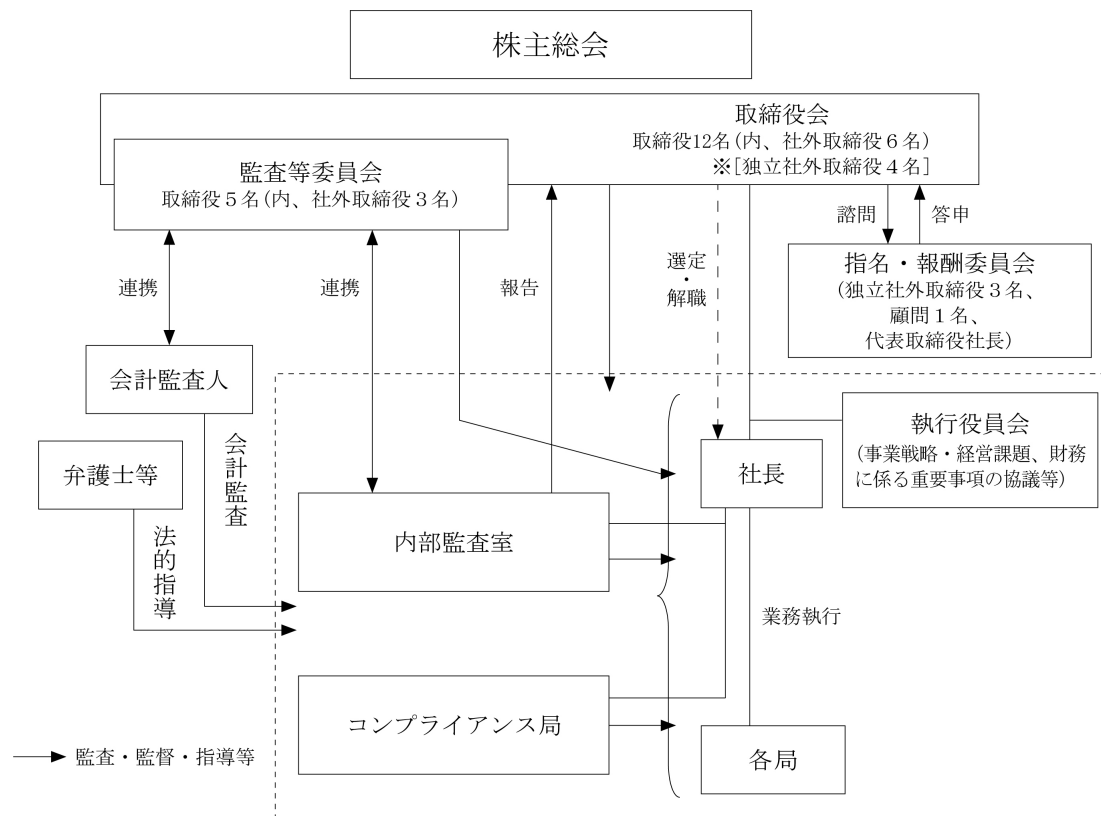 株主総会
取締役会
取締役12名(内、社外取締役６名)
※[独立社外取締役４名]
監査等委員会
取締役５名(内、社外取締役３名)
諮問
答申
連携
連携
報告
選定
・
解職
指名・報酬委員会
(独立社外取締役３名、
顧問１名、
代表取締役社長)
会計監査人
執行役員会
(事業戦略・経営課題、財務
に係る重要事項の協議等)
弁護士等
会計監査
社長
内部監査室
法的指導
業務執行
コンプライアンス局
各局
監査・監督・指導等